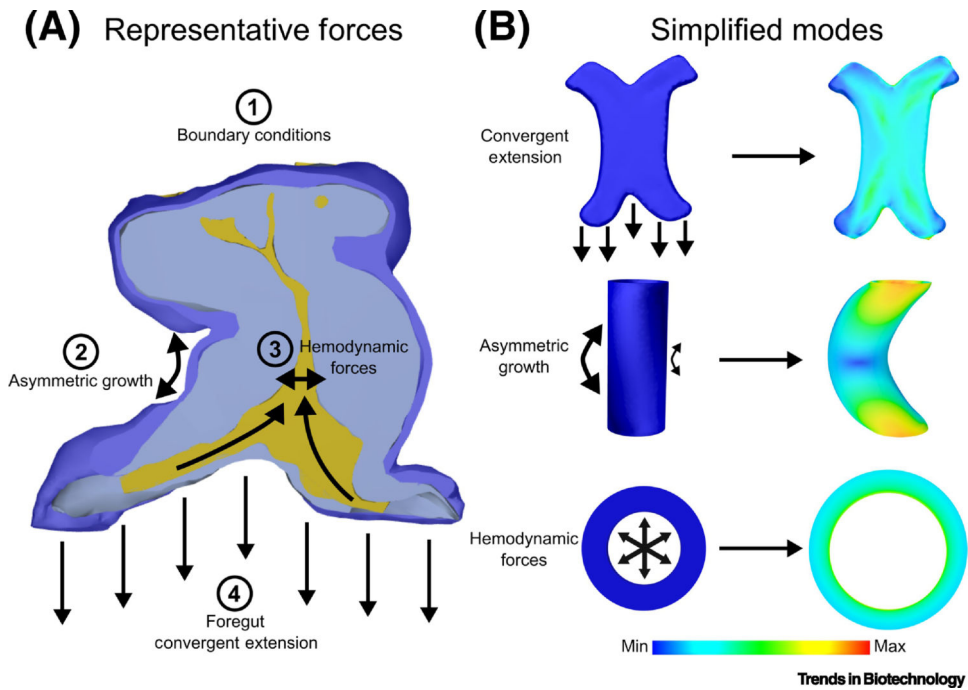 (A) Representative forces
1
Boundary conditions
2
Asymmetric growth
3
Hemodynamic
forces
4
Foregut
convergent extension
(B) Simplified modes
Convergent
extension
Asymmetric
growth
Hemodynamic
forces
Min Max
Trends in Biotechnology